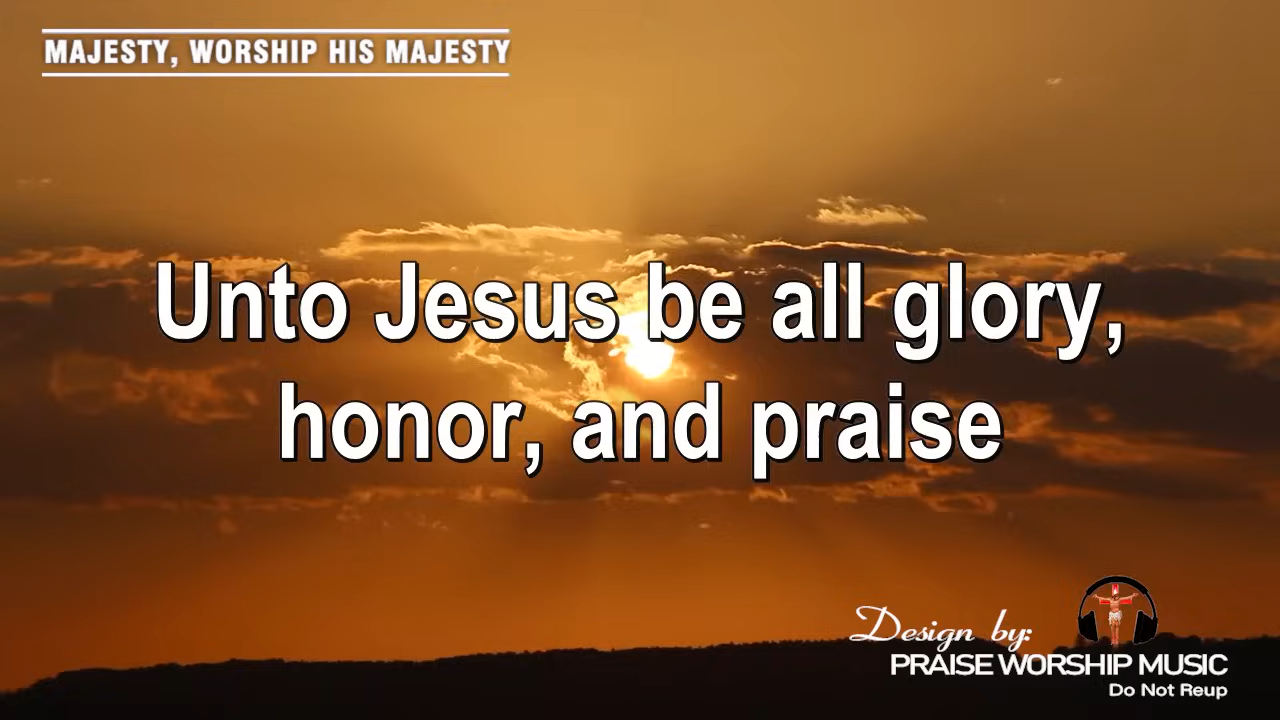 MAJESTY, WORSHIP HIS MAJESTY
Unto Jesus be all glory,
honor, and praise
Design by:
PRAISE WORSHIP MUSIC
Do Not Reup